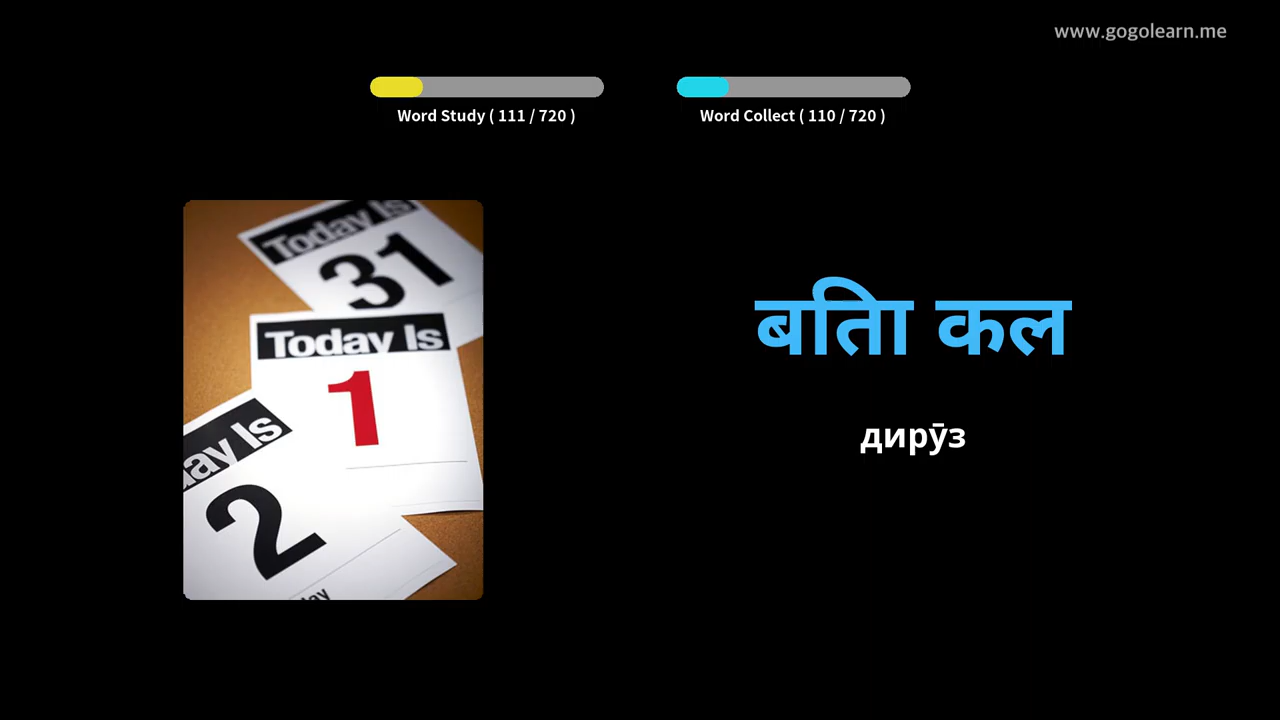 www.gogolearn.me
Word Study ( 111 / 720 )
Word Collect ( 110 / 720 )
Today Is
31
Today Is
1
ay Is
2
day
बीता कल
дирӯз